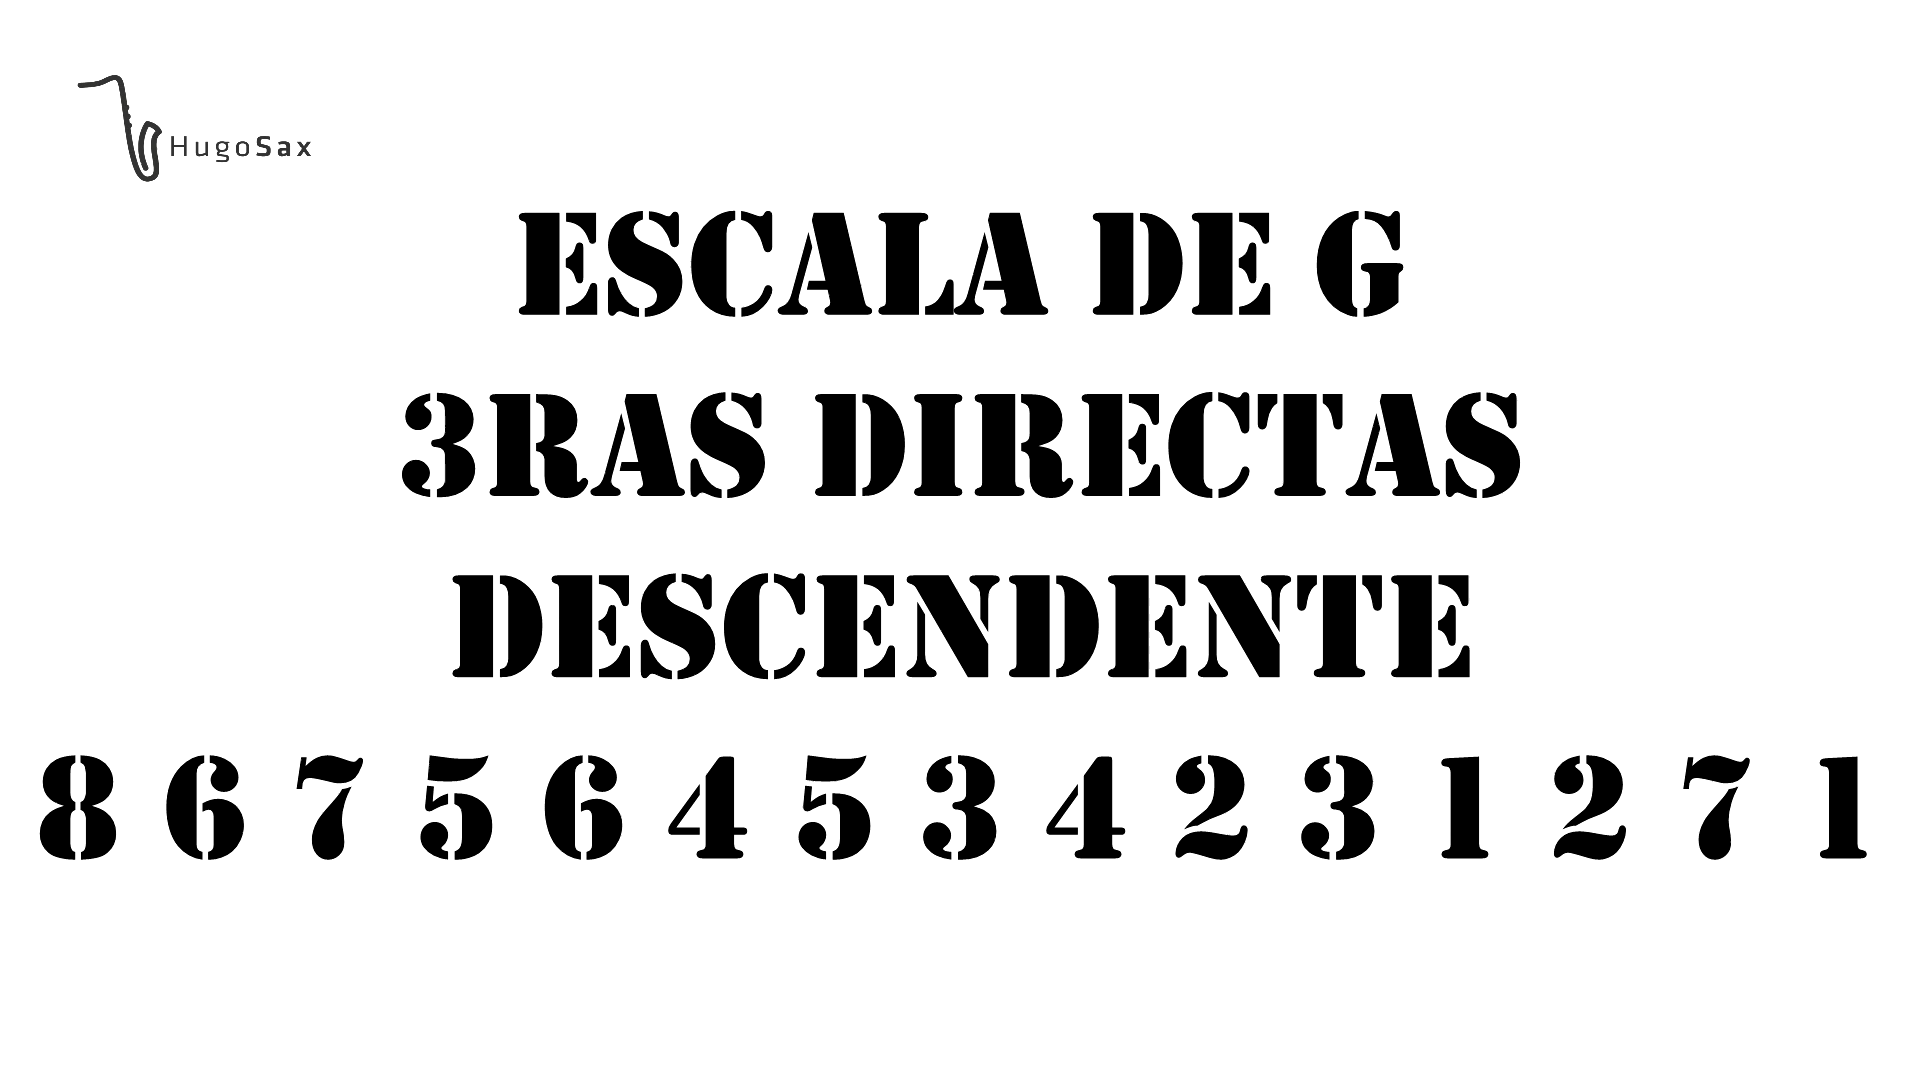 HugoSax
ESCALA DE G
3RAS DIRECTAS
DESCENDENTE
8 6 7 5 6 4 5 3 4 2 3 1 2 7 1